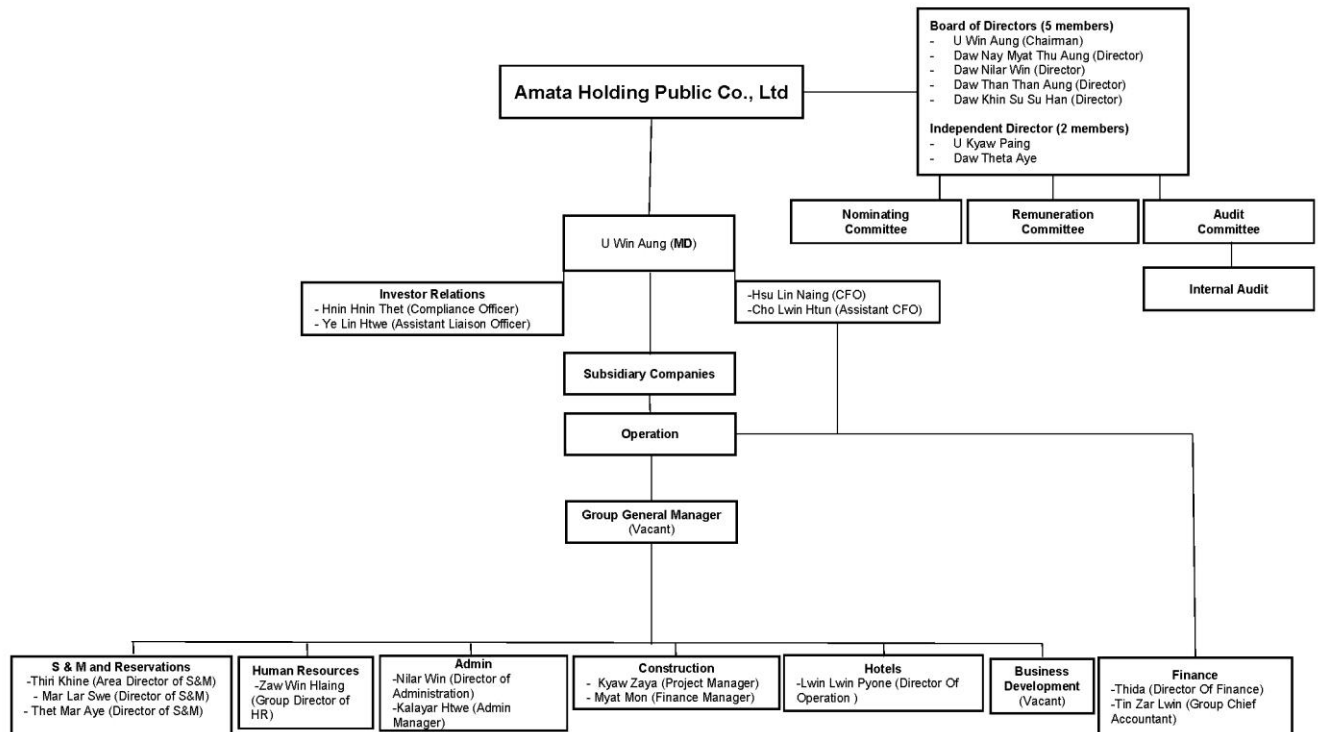 Board of Directors (5 members)
- U Win Aung (Chairman)
- Daw Nay Myat Thu Aung (Director)
- Daw Nilar Win (Director)
- Daw Than Than Aung (Director)
- Daw Khin Su Su Han (Director)
Independent Director (2 members)
- U Kyaw Paing
- Daw Theta Aye
Amata Holding Public Co., Ltd
Nominating
Committee
Remuneration
Committee
Audit
Committee
Internal Audit
U Win Aung (MD)
Investor Relations
- Hnin Hnin Thet (Compliance Officer)
- Ye Lin Htwe (Assistant Liaison Officer)
-Hsu Lin Naing (CFO)
-Cho Lwin Htun (Assistant CFO)
Subsidiary Companies
Operation
Group General Manager
(Vacant)
S & M and Reservations
-Thiri Khine (Area Director of S&M)
- Mar Lar Swe (Director of S&M)
- Thet Mar Aye (Director of S&M)
Human Resources
-Zaw Win Hlaing
(Group Director of
HR)
Admin
-Nilar Win (Director of
Administration)
-Kalayar Htwe (Admin
Manager)
Construction
- Kyaw Zaya (Project Manager)
- Myat Mon (Finance Manager)
Hotels
-Lwin Lwin Pyone (Director Of
Operation )
Business
Development
(Vacant)
Finance
-Thida (Director Of Finance)
-Tin Zar Lwin (Group Chief
Accountant)